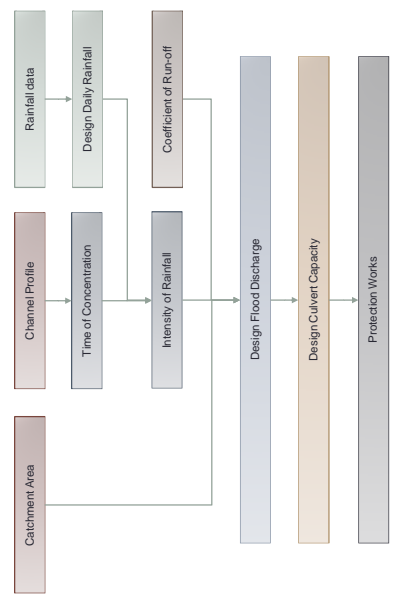 Rainfall data
Design Daily Rainfall
Coefficient of Run-off
Channel Profile
Time of Concentration
Intensity of Rainfall
Catchment Area
Design Flood Discharge
Design Culvert Capacity
Protection Works